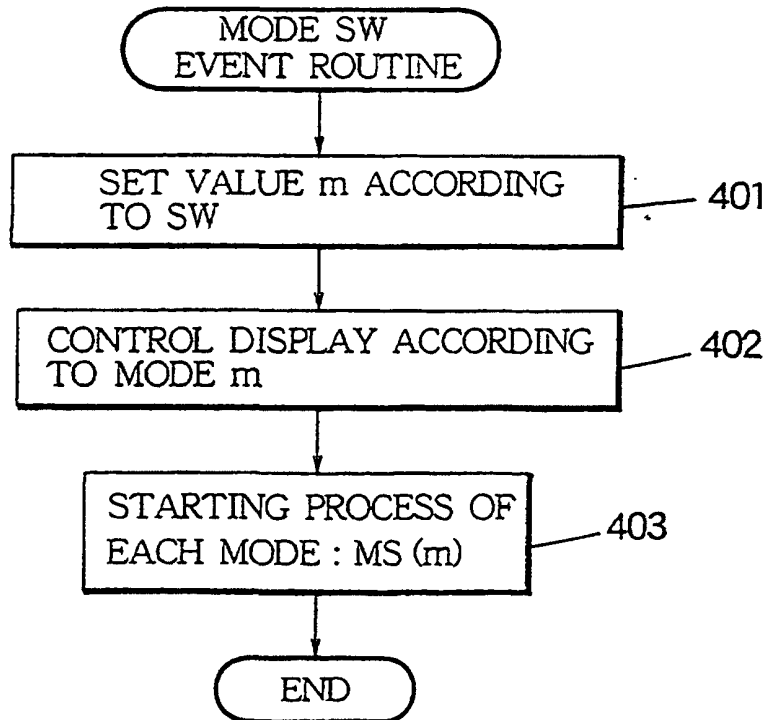 MODE SW
EVENT ROUTINE
SET VALUE m ACCORDING
TO SW
401
CONTROL DISPLAY ACCORDING
TO MODE m
402
STARTING PROCESS OF
EACH MODE : MS (m)
403
END